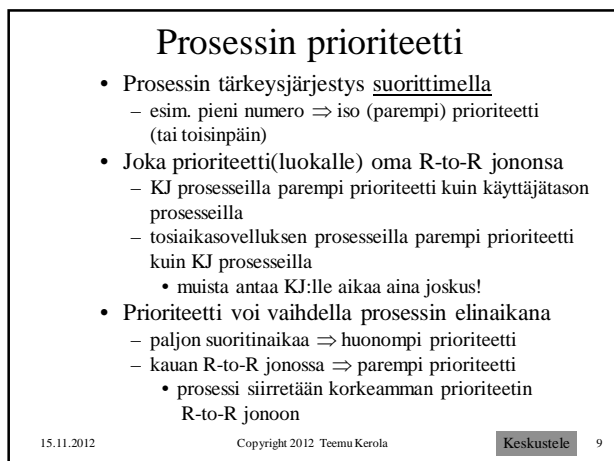 Prosessin prioriteetti
• Prosessin tärkeysjärjestys suorittimella
– esim. pieni numero ⇒ iso (parempi) prioriteetti
(tai toisinpäin)
• Joka prioriteetti(luokalle) oma R-to-R jononsa
– KJ prosesseilla parempi prioriteetti kuin käyttäjätason
prosesseilla
– tosiaikasovelluksen prosesseilla parempi prioriteetti
kuin KJ prosesseilla
• muista antaa KJ:lle aikaa aina joskus!
• Prioriteetti voi vaihdella prosessin elinaikana
– paljon suoritinaikaa ⇒ huonompi prioriteetti
– kauan R-to-R jonossa ⇒ parempi prioriteetti
• prosessi siirretään korkeamman prioriteetin
R-to-R jonoon
15.11.2012 Copyright 2012 Teemu Kerola Keskustele 9